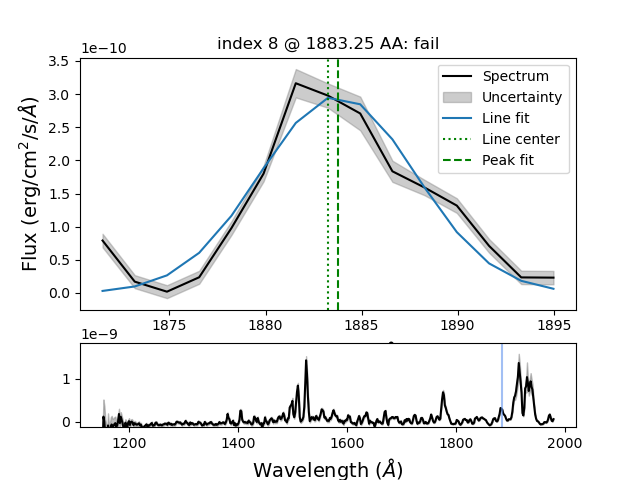 index 8 @ 1883.25 AA: fail
1e−10
3.5
3.0
2.5
2.0
1.5
1.0
0.5
0.0
Flux (erg/cm²/s/Å)
Spectrum
Uncertainty
Line fit
Line center
Peak fit
1875 1880 1885 1890 1895
1e−9
1
0
1200 1400 1600 1800 2000
Wavelength (Å)